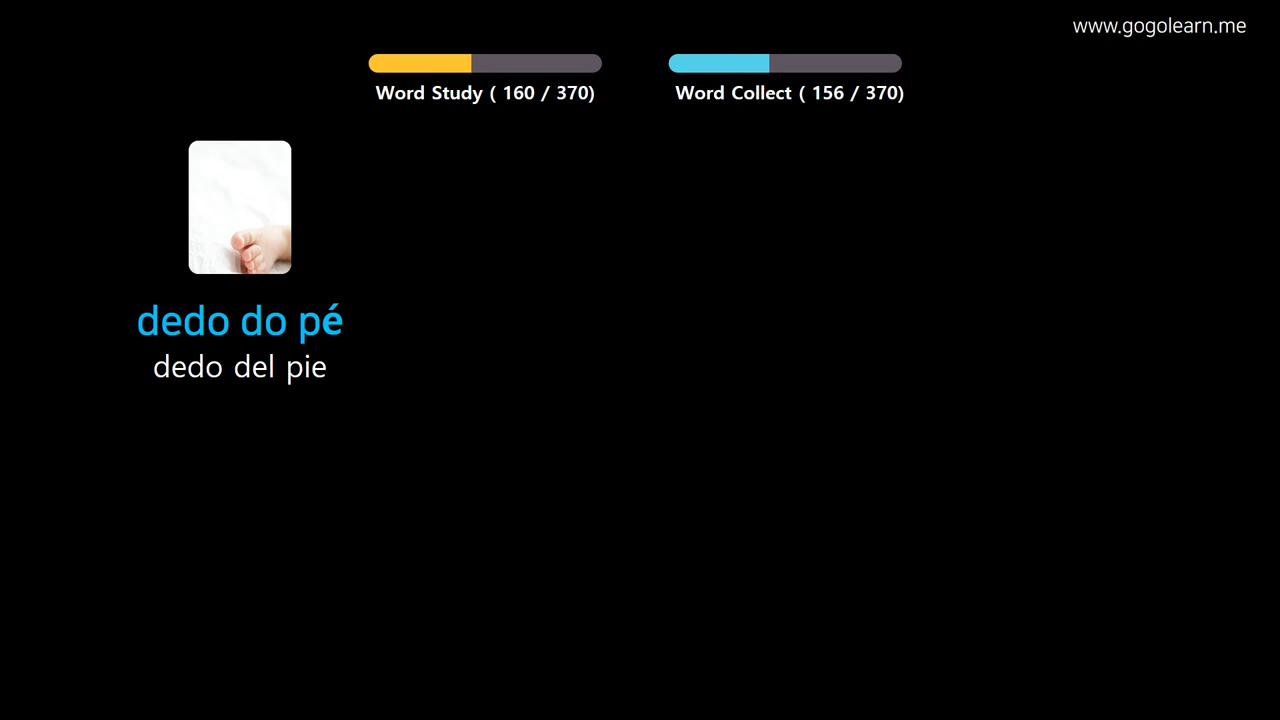 www.gogolearn.me
Word Study ( 160 / 370)
Word Collect ( 156 / 370)
dedo do pé
dedo del pie